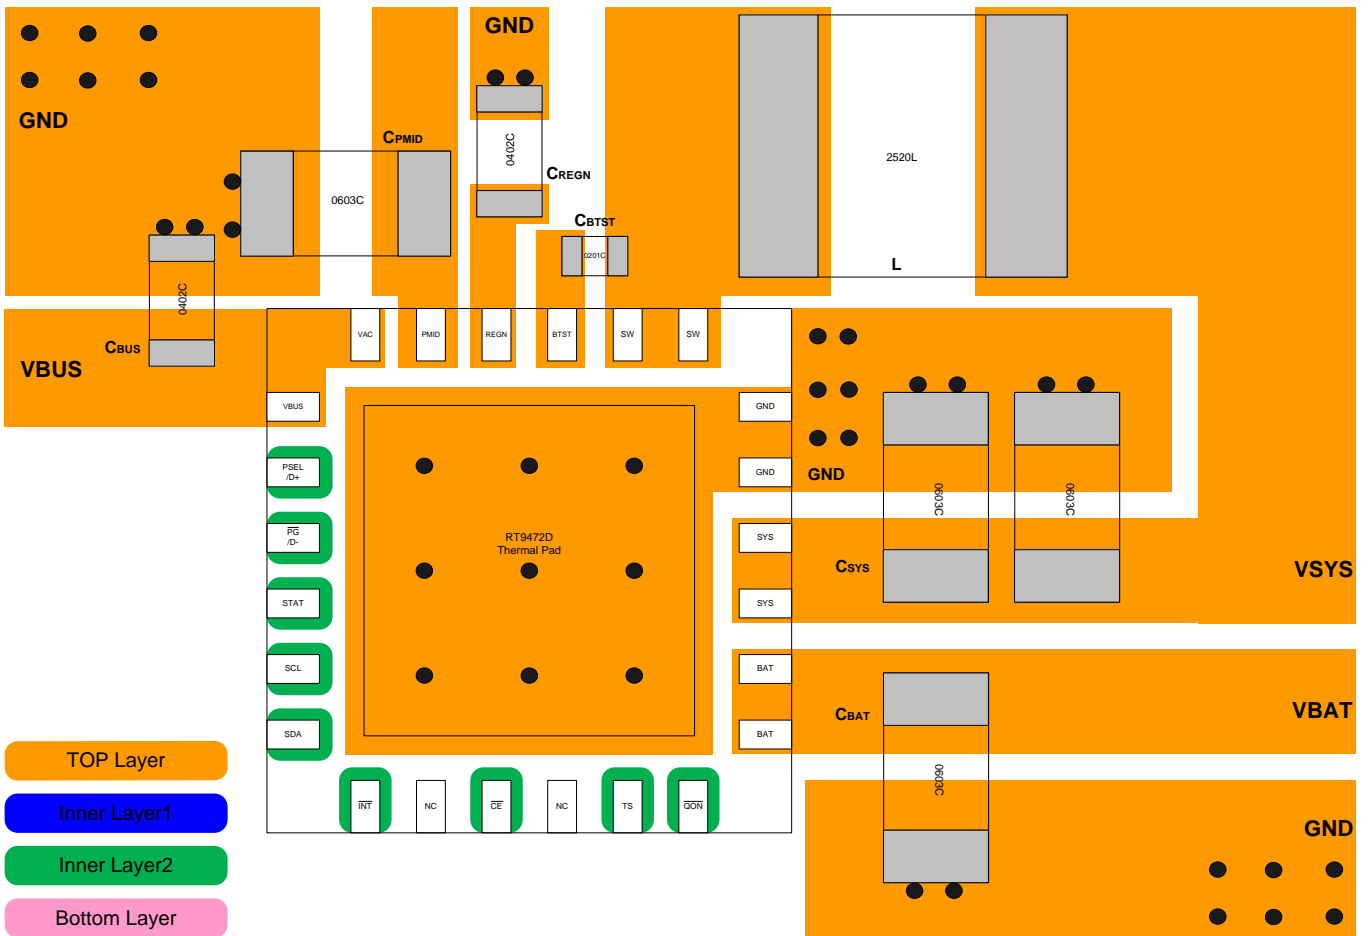 GND
GND
CPMID
0402C
2520L
CREGN
0603C
CBTST
0201C
L
0402C
CBUS
VBUS
VAC
PMID
REGN
BTST
SW
SW
VBUS
GND
PSEL
/D+
GND
GND
PG
/D-
RT9472D
Thermal Pad
SYS
0603C
0603C
CSYS
VSYS
STAT
SYS
SCL
BAT
SDA
BAT
CBAT
VBAT
0603C
INT
NC
CE
NC
TS
QON
GND
TOP Layer
Inner Layer1
Inner Layer2
Bottom Layer